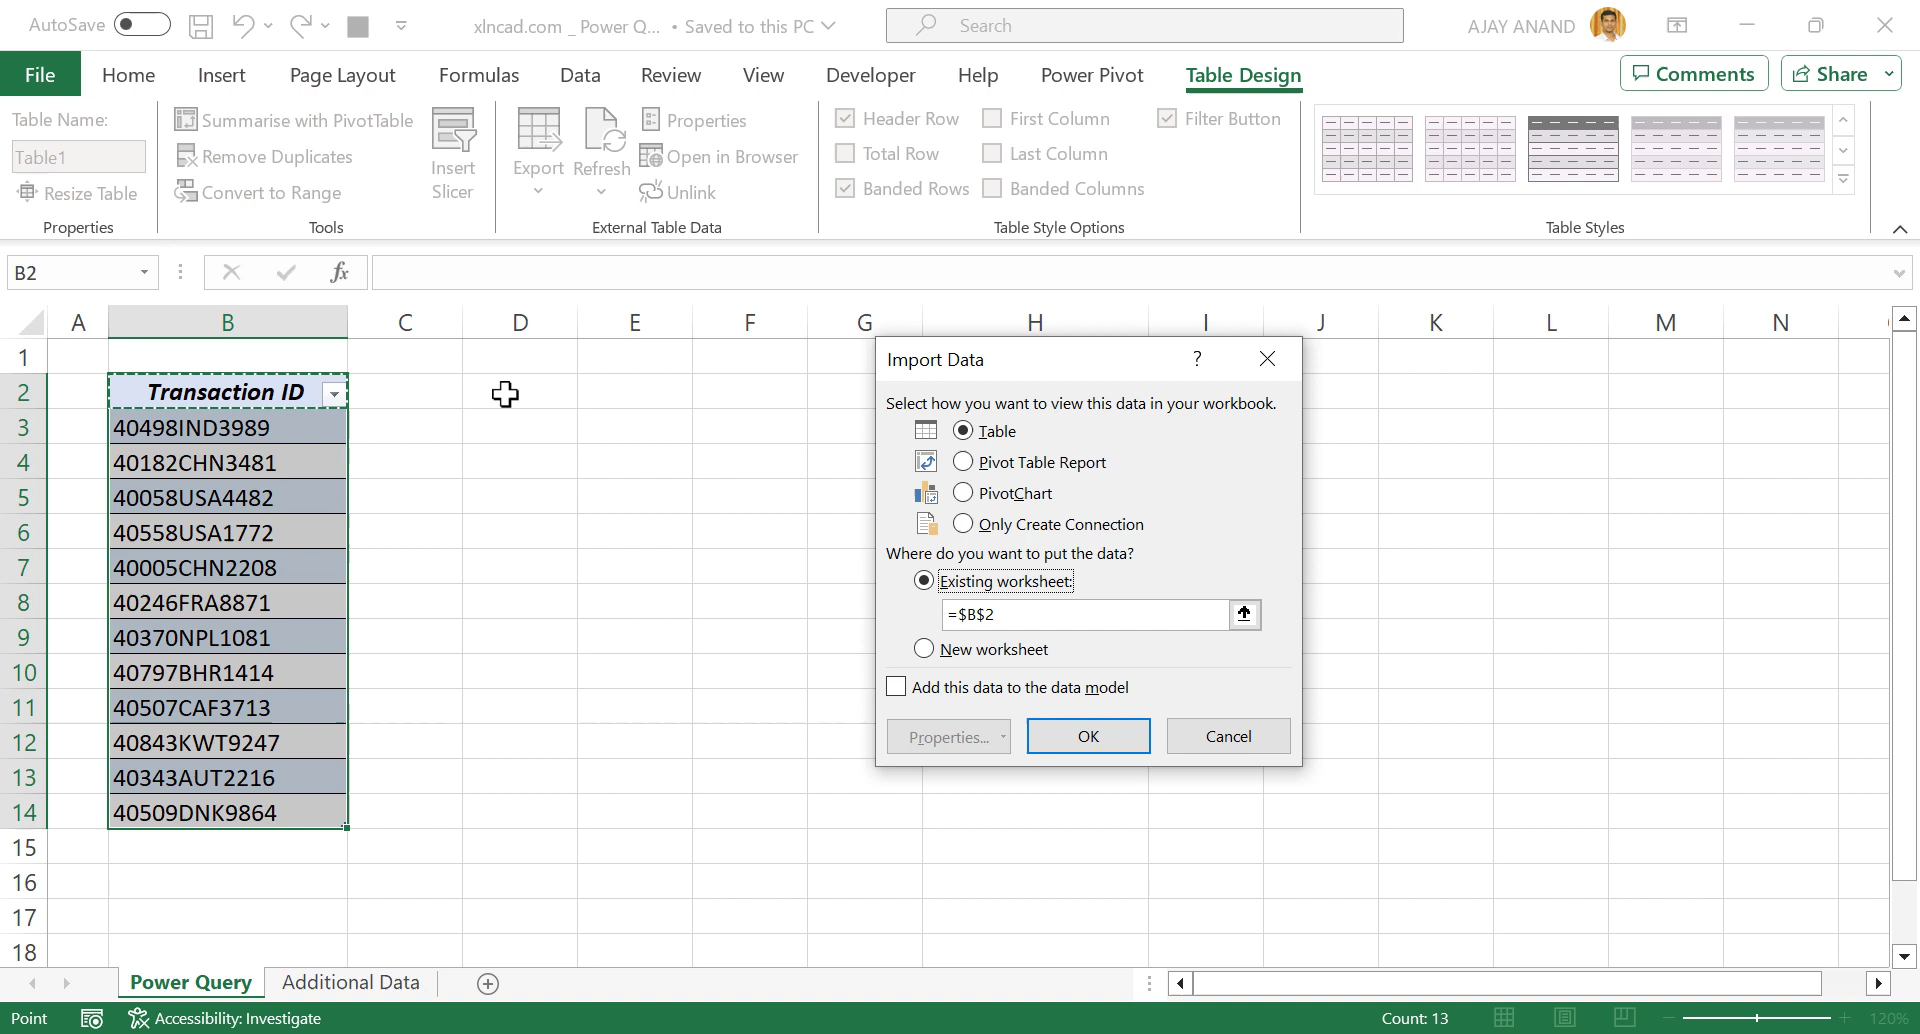 AutoSave
xlncad.com _ Power Q... • Saved to this PC
Search
AJAY ANAND
File Home Insert Page Layout Formulas Data Review View Developer Help Power Pivot Table Design
Comments Share
Table Name:
Table1
Resize Table
Properties
Summarise with PivotTable
Remove Duplicates
Convert to Range
Insert
Slicer
Tools
Export
Refresh
Properties
Open in Browser
Unlink
External Table Data
Header Row First Column Filter Button
Total Row Last Column
Banded Rows Banded Columns
Table Style Options
Table Styles
B2
fx
A B C D E F G H I J K L M N
1
2 Transaction ID
3 40498IND3989
4 40182CHN3481
5 40058USA4482
6 40558USA1772
7 40005CHN2208
8 40246FRA8871
9 40370NPL1081
10 40797BHR1414
11 40507CAF3713
12 40843KWT9247
13 40343AUT2216
14 40509DNK9864
15
16
17
18
Import Data
?
Select how you want to view this data in your workbook.
Table
Pivot Table Report
PivotChart
Only Create Connection
Where do you want to put the data?
Existing worksheet:
=$B$2
New worksheet
Add this data to the data model
Properties... OK Cancel
Power Query Additional Data
Point Accessibility: Investigate Count: 13 120%